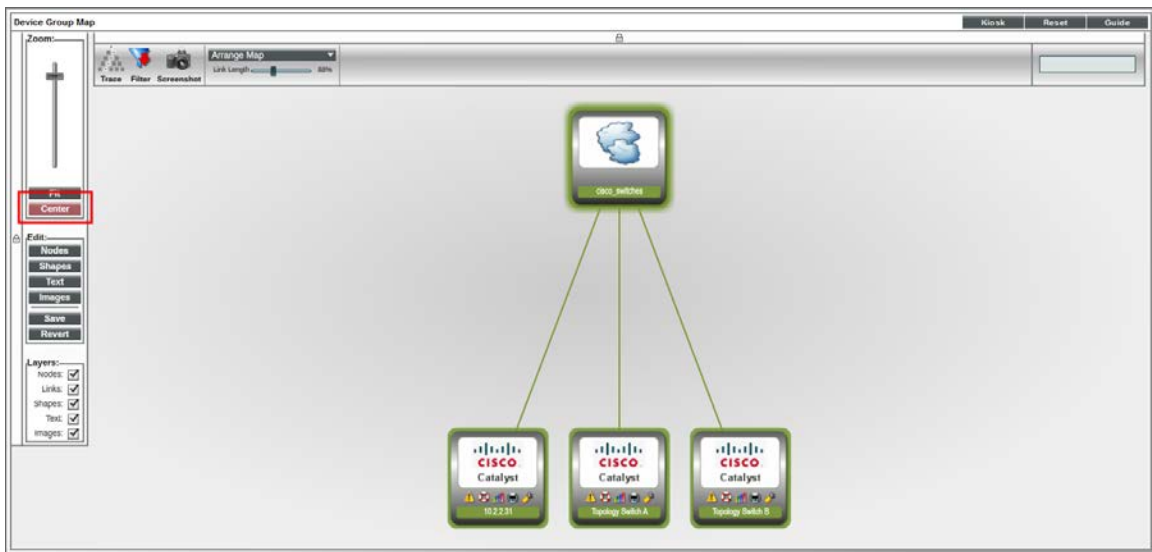 Device Group Map
Kiosk Reset Guide
Zoom:
Trace Filter Screenshot
Arrange Map
Link Length 88%
Fit
Center
Edit:
Nodes
Shapes
Text
Images
Save
Revert
Layers:
Nodes:
Links:
Shapes:
Text:
Images:
cisco_switches
CISCO
Catalyst
10.2.2.31
CISCO
Catalyst
Topology Switch A
CISCO
Catalyst
Topology Switch B